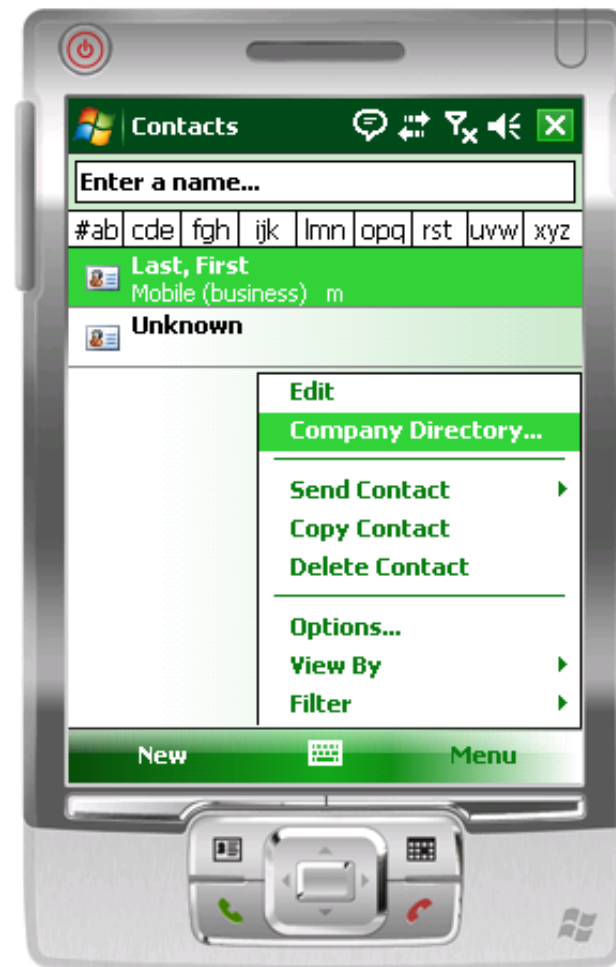 Contacts
Enter a name...
#ab cde fgh ijk lmn opq rst uvw xyz
Last, First
Mobile (business) m
Unknown
Edit
Company Directory...
Send Contact
Copy Contact
Delete Contact
Options...
View By
Filter
New Menu